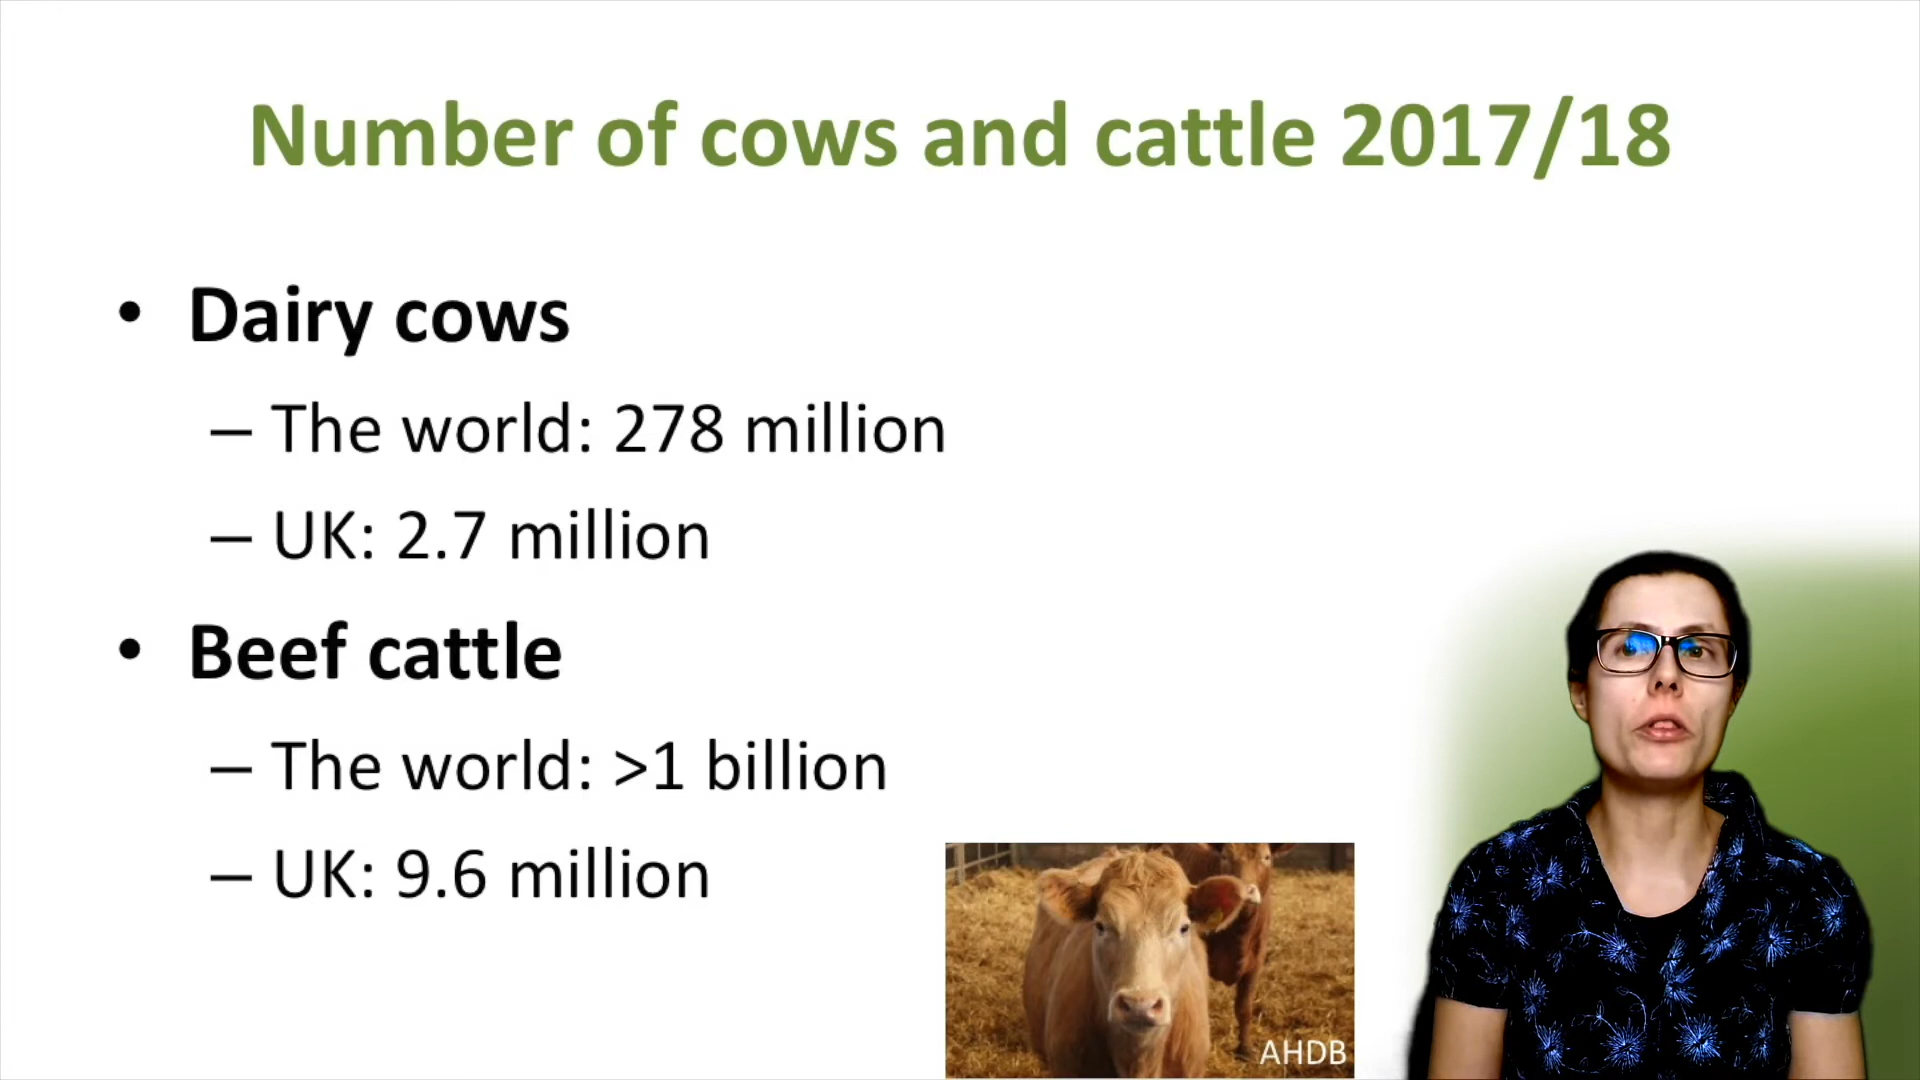 Number of cows and cattle 2017/18
• Dairy cows
– The world: 278 million
– UK: 2.7 million
• Beef cattle
– The world: >1 billion
– UK: 9.6 million
AHDB